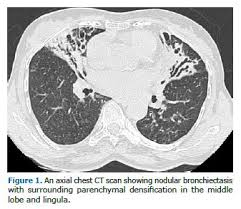 Figure 1. An axial chest CT scan showing nodular bronchiectasis
with surrounding parenchymal densification in the middle
lobe and lingula.